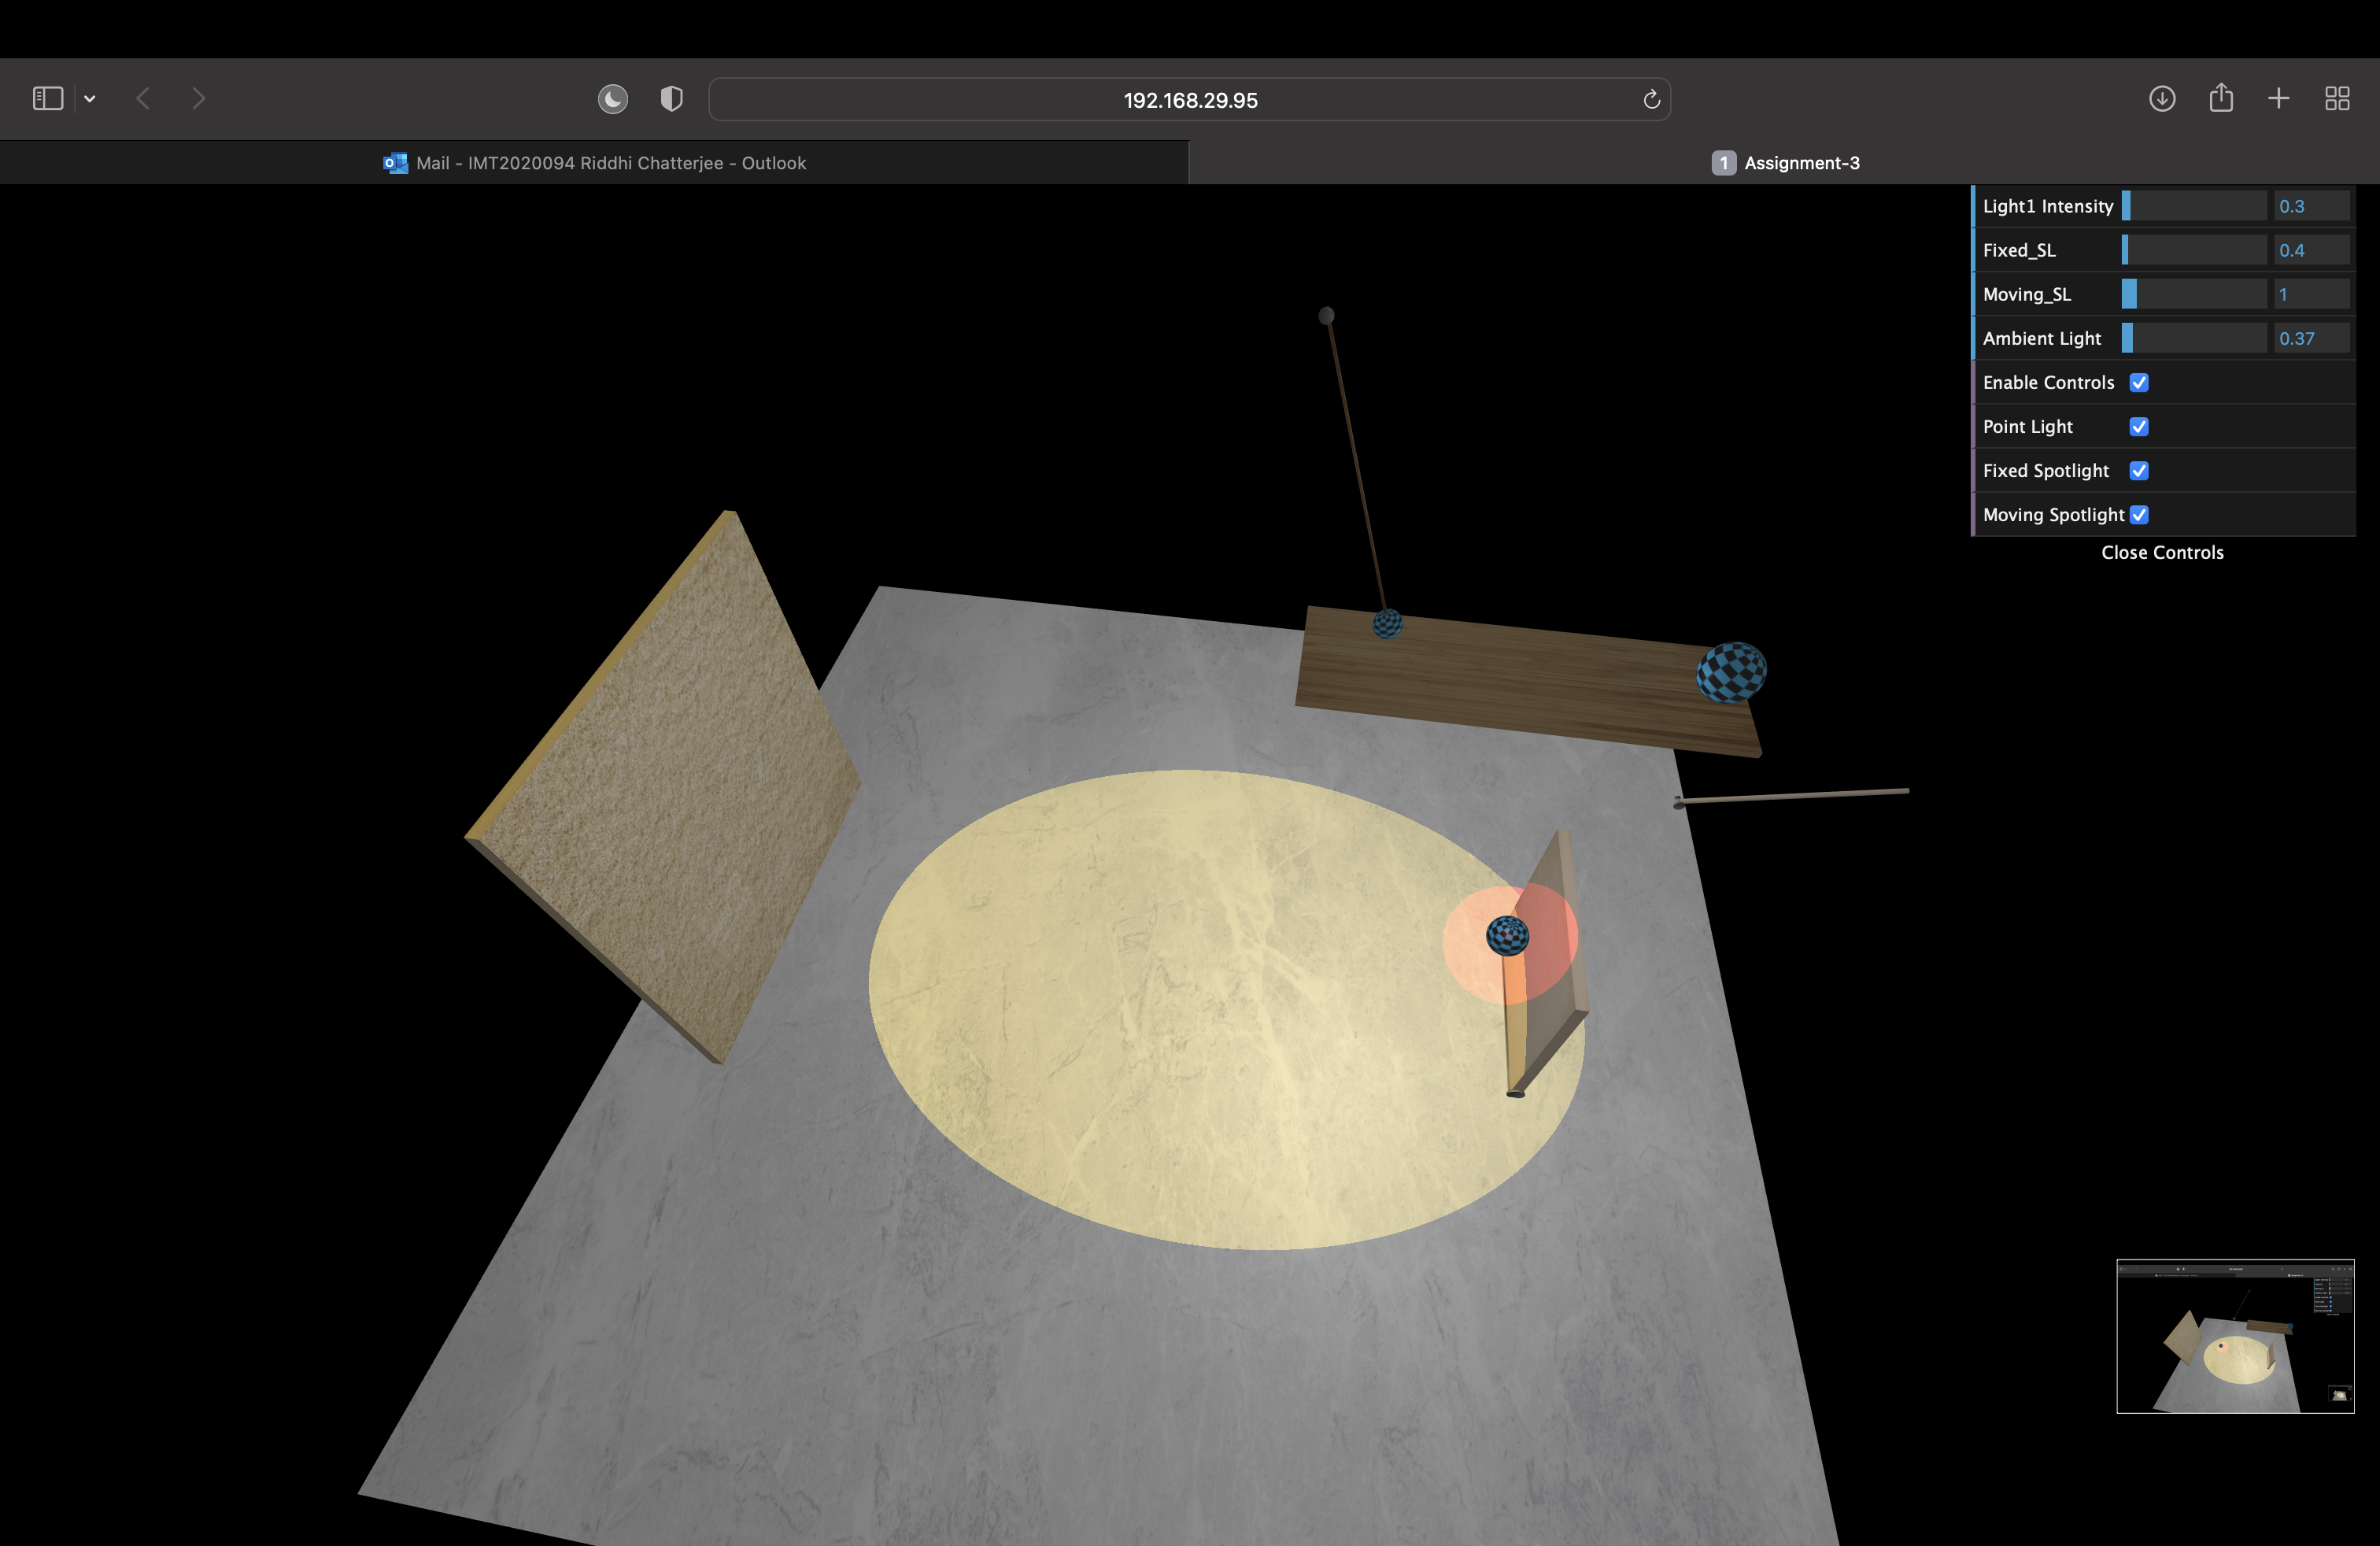 192.168.29.95
Mail - IMT2020094 Riddhi Chatterjee - Outlook
1 Assignment-3
Light1 Intensity 0.3
Fixed_SL 0.4
Moving_SL 1
Ambient Light 0.37
Enable Controls
Point Light
Fixed Spotlight
Moving Spotlight
Close Controls